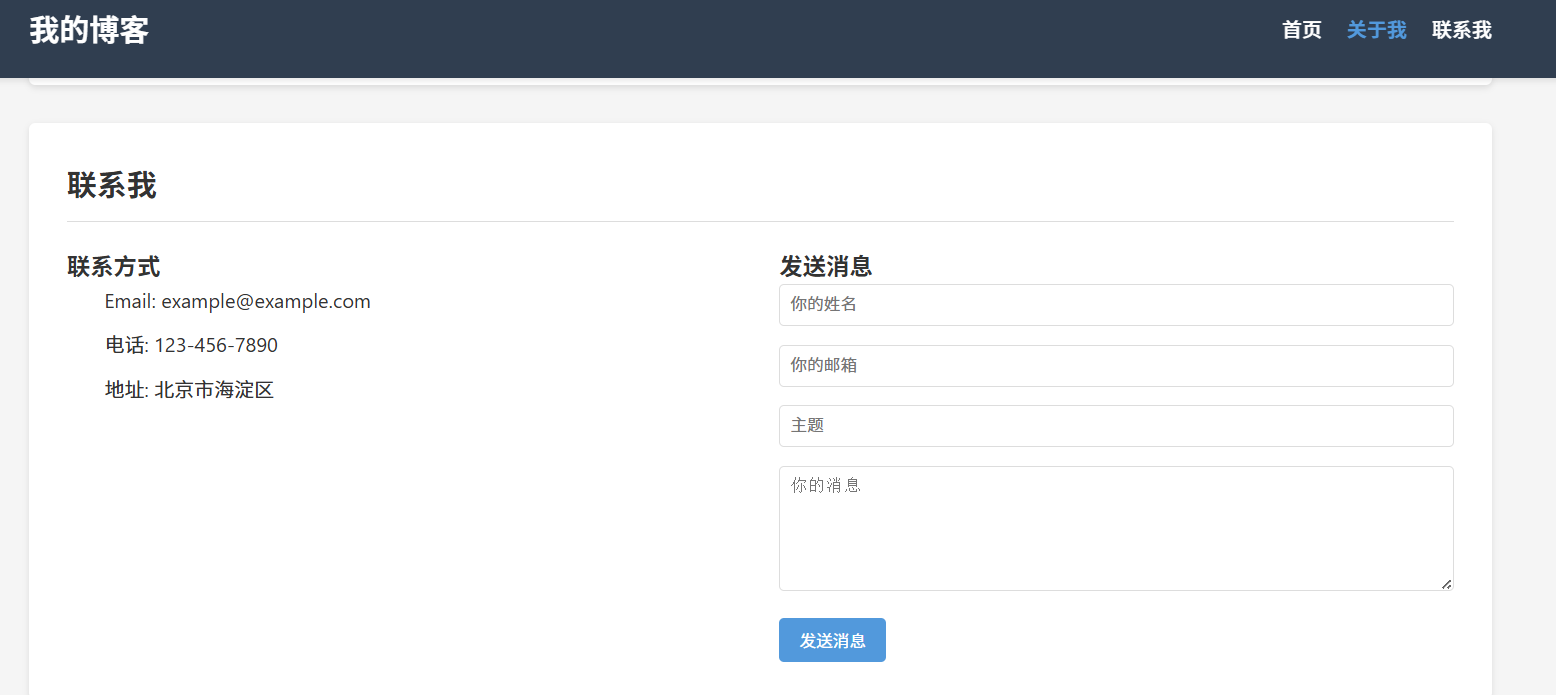 我的博客
首页 关于我 联系我
联系我
联系方式
Email: example@example.com
电话: 123-456-7890
地址: 北京市海淀区
发送消息
你的姓名
你的邮箱
主题
你的消息
发送消息